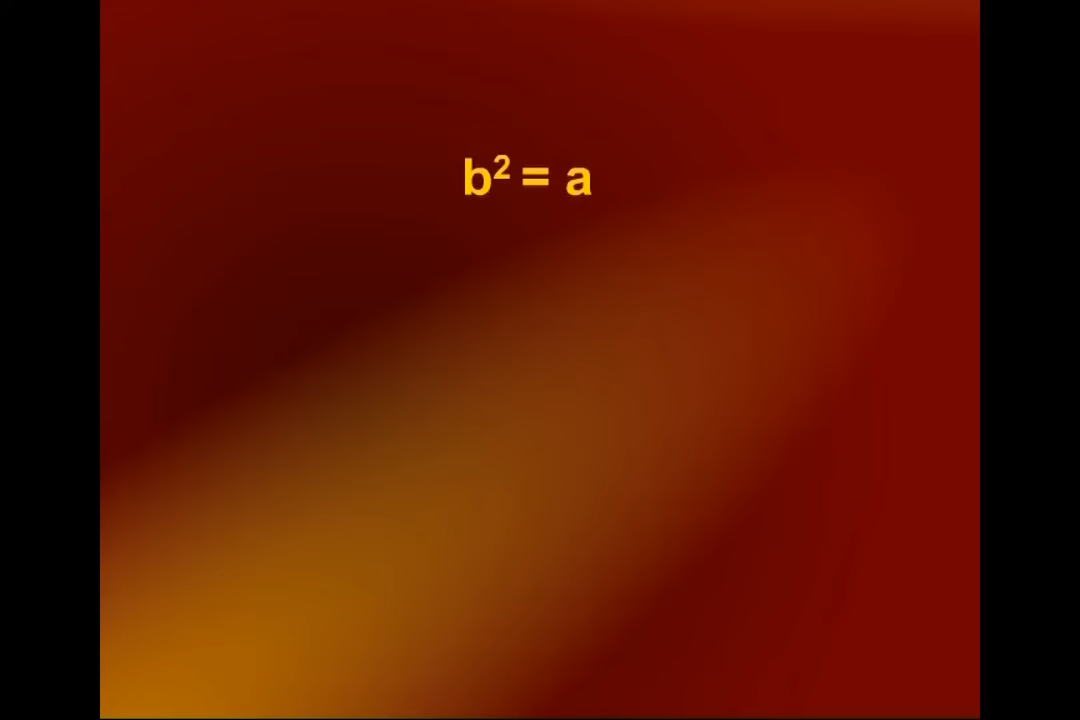 b² = a